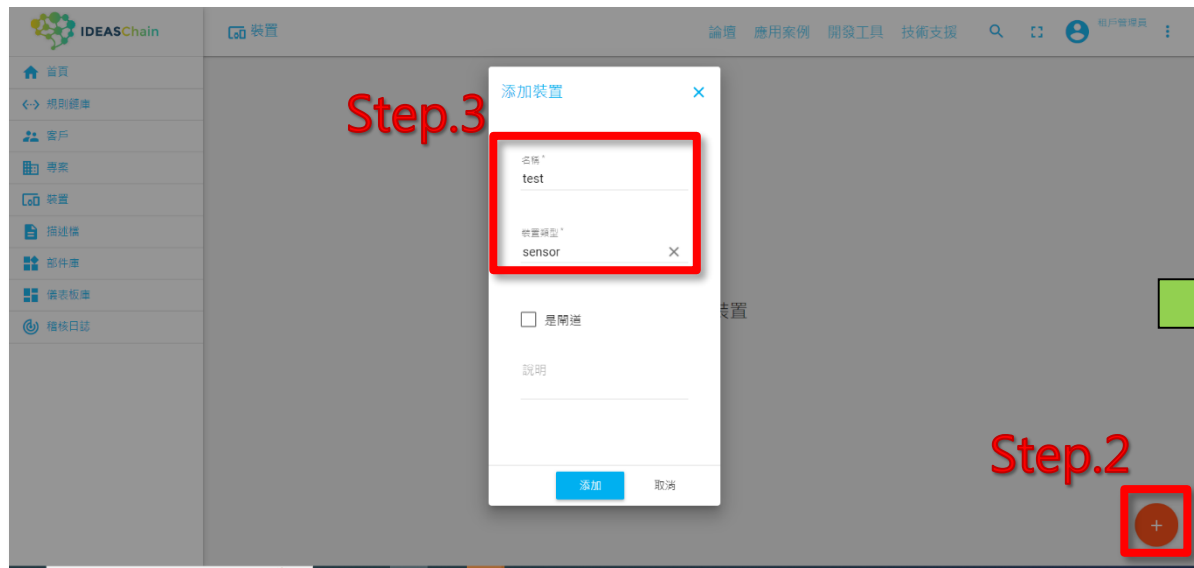 IDEASChain
裝置
論壇 應用案例 開發工具 技術支援
租戶管理員
首頁
規則鏈庫
客戶
專案
裝置
描述檔
部件庫
儀表板庫
稽核日誌
Step.3
添加裝置
名稱*
test
裝置類型*
sensor
是閘道
說明
添加 取消
裝置
Step.2